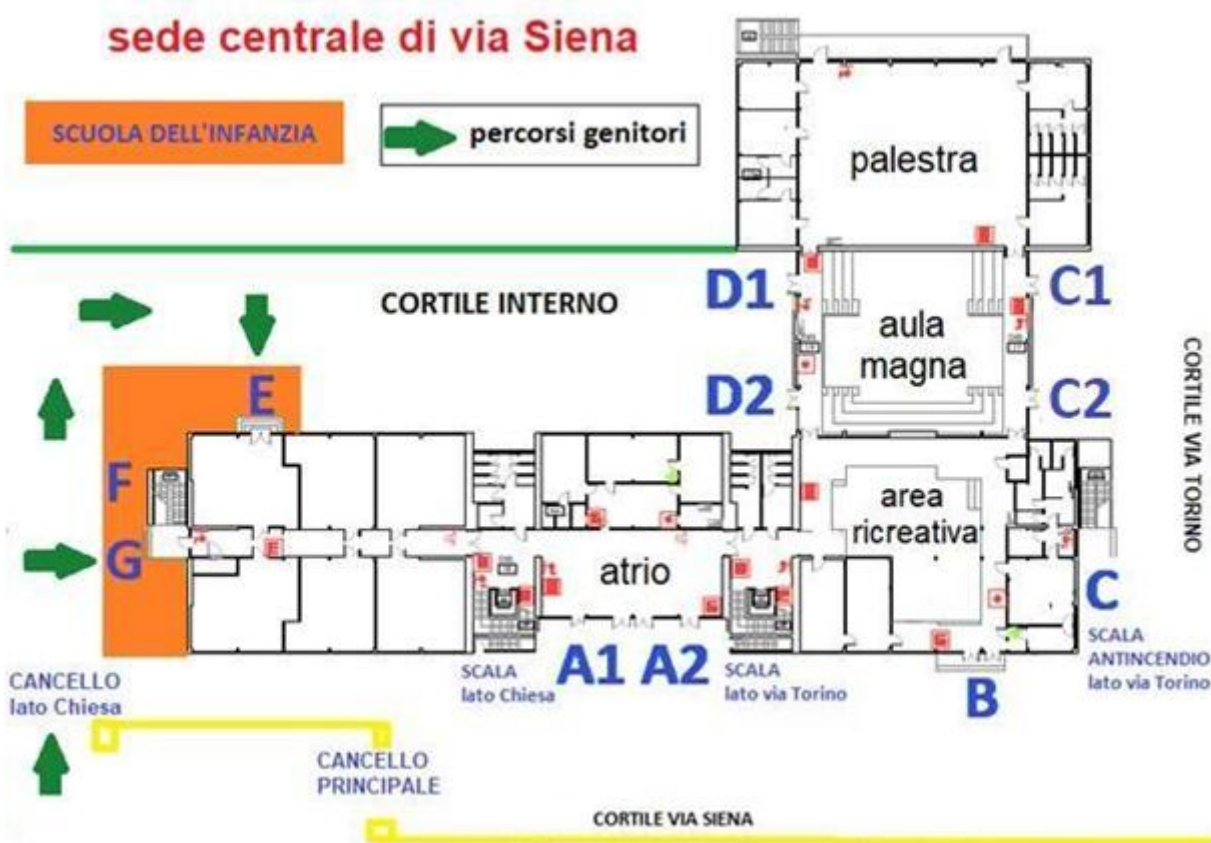 sede centrale di via Siena
SCUOLA DELL'INFANZIA
percorsi genitori
palestra
CORTILE INTERNO
D1
C1
aula
magna
D2
C2
CORTILE VIA TORINO
E
F
G
area
ricreativa
atrio
C
SCALA
ANTINCENDIO
lato via Torino
A1
A2
SCALA
lato Chiesa
SCALA
lato via Torino
B
CANCELLO
lato Chiesa
CANCELLO
PRINCIPALE
CORTILE VIA SIENA